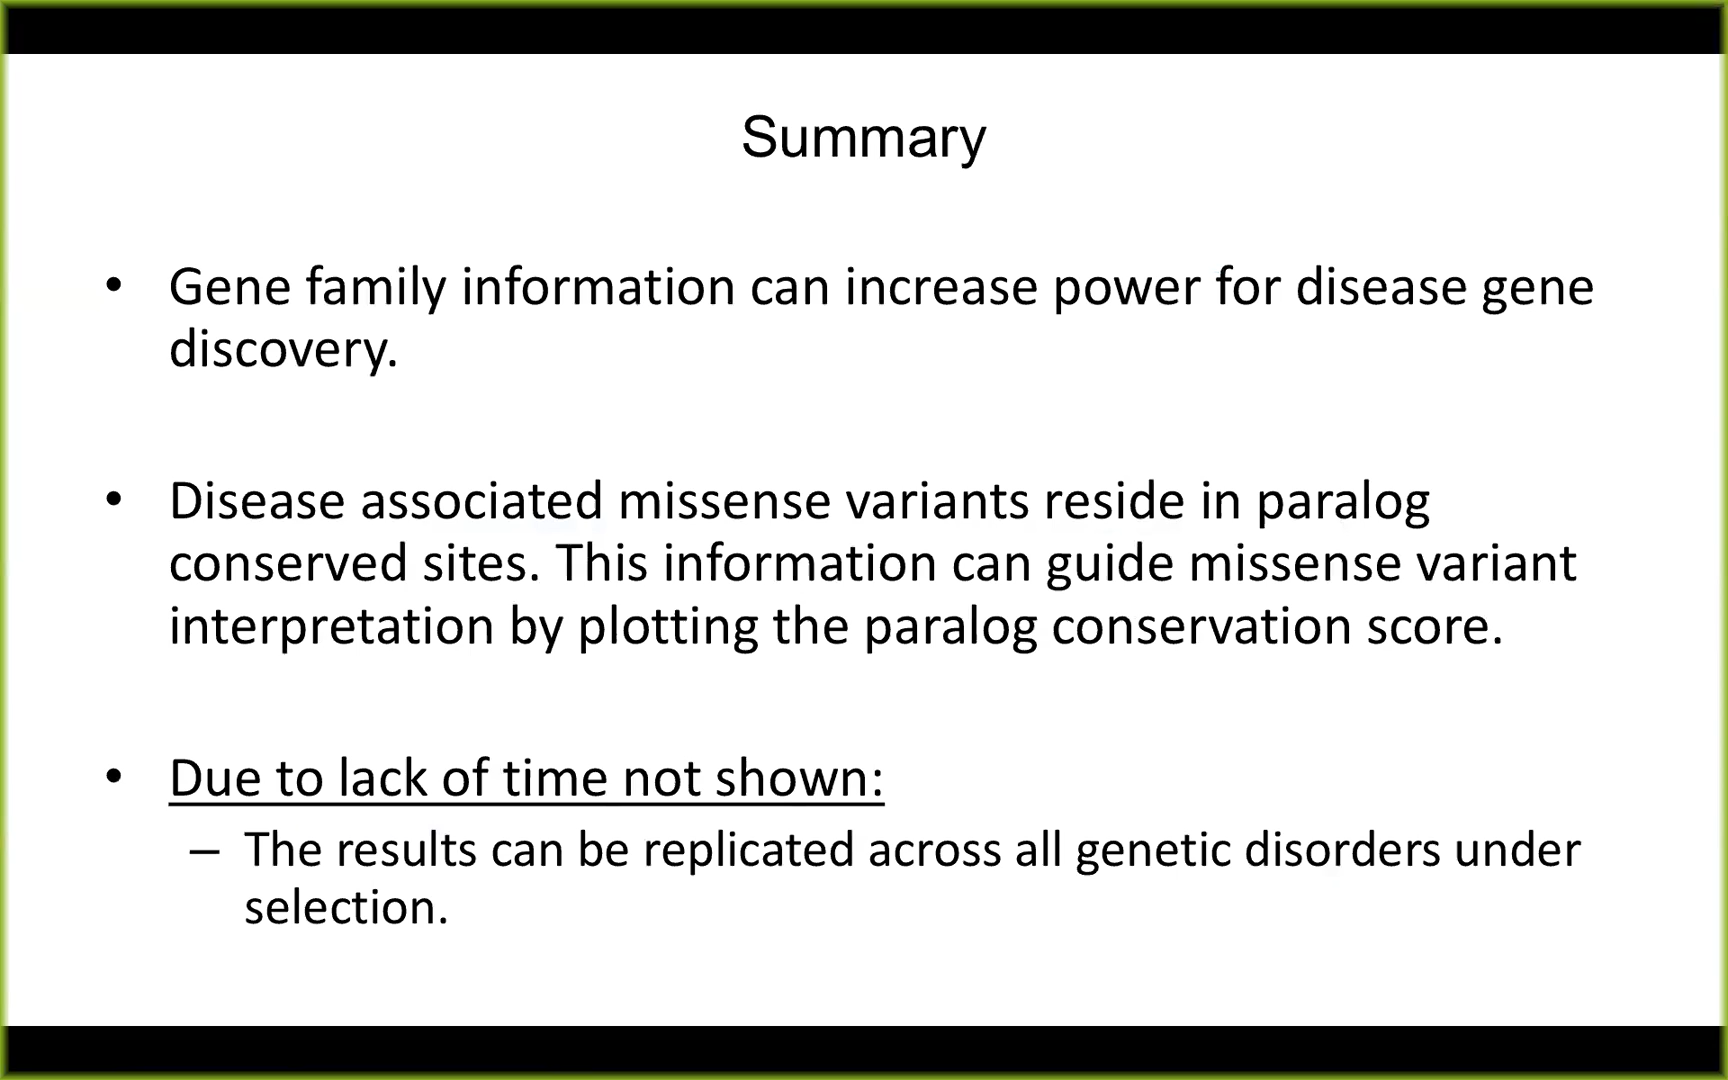 Summary
• Gene family information can increase power for disease gene
discovery.
• Disease associated missense variants reside in paralog
conserved sites. This information can guide missense variant
interpretation by plotting the paralog conservation score.
• Due to lack of time not shown:
– The results can be replicated across all genetic disorders under
selection.